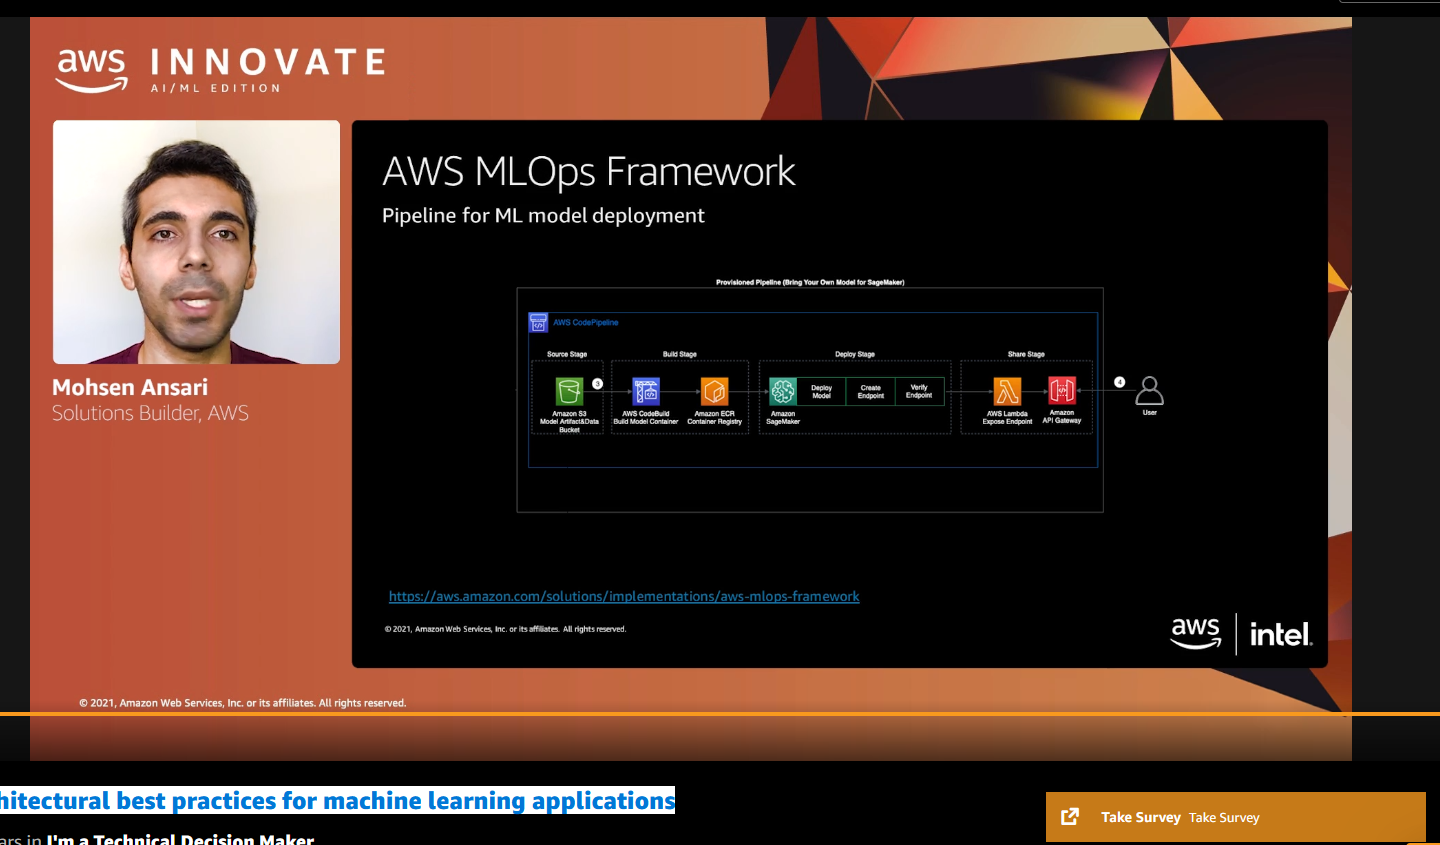 aws INNOVATE
AI/ML EDITION
Mohsen Ansari
Solutions Builder, AWS
AWS MLOps Framework
Pipeline for ML model deployment
Provisioned Pipeline (Bring Your Own Model for SageMaker)
AWS CodePipeline
Source Stage
Build Stage
Deploy Stage
Share Stage
3
4
Amazon S3
Model Artifact&Data
Bucket
AWS CodeBuild
Build Model Container
Amazon ECR
Container Registry
Amazon
SageMaker
Deploy
Model
Create
Endpoint
Verify
Endpoint
AWS Lambda
Expose Endpoint
Amazon
API Gateway
User
https://aws.amazon.com/solutions/implementations/aws-mlops-framework
© 2021, Amazon Web Services, Inc. or its affiliates. All rights reserved.
aws | intel.
© 2021, Amazon Web Services, Inc. or its affiliates. All rights reserved.
hitectural best practices for machine learning applications
ars in I'm a Technical Decision Maker
Take Survey Take Survey